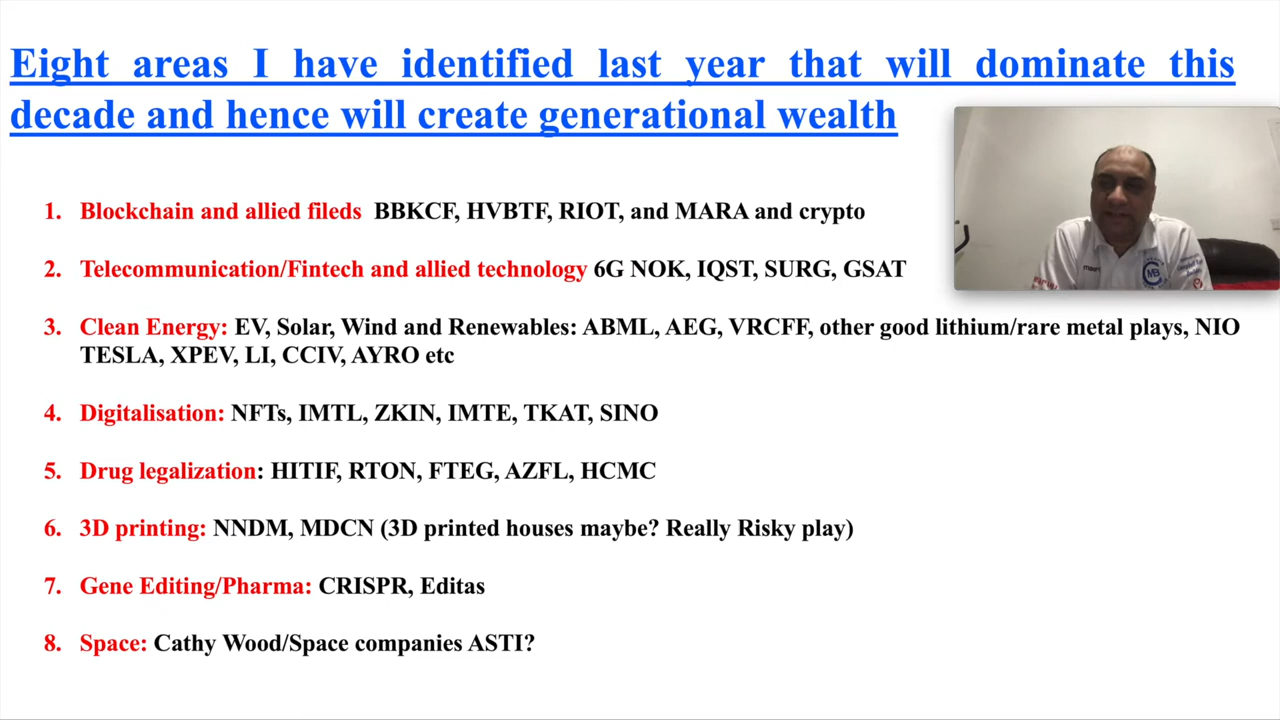 Eight areas I have identified last year that will dominate this
decade and hence will create generational wealth
1. Blockchain and allied fileds BBKCF, HVBTF, RIOT, and MARA and crypto
2. Telecommunication/Fintech and allied technology 6G NOK, IQST, SURG, GSAT
3. Clean Energy: EV, Solar, Wind and Renewables: ABML, AEG, VRCFF, other good lithium/rare metal plays, NIO
TESLA, XPEV, LI, CCIV, AYRO etc
4. Digitalisation: NFTs, IMTL, ZKIN, IMTE, TKAT, SINO
5. Drug legalization: HITIF, RTON, FTEG, AZFL, HCMC
6. 3D printing: NNDM, MDCN (3D printed houses maybe? Really Risky play)
7. Gene Editing/Pharma: CRISPR, Editas
8. Space: Cathy Wood/Space companies ASTI?